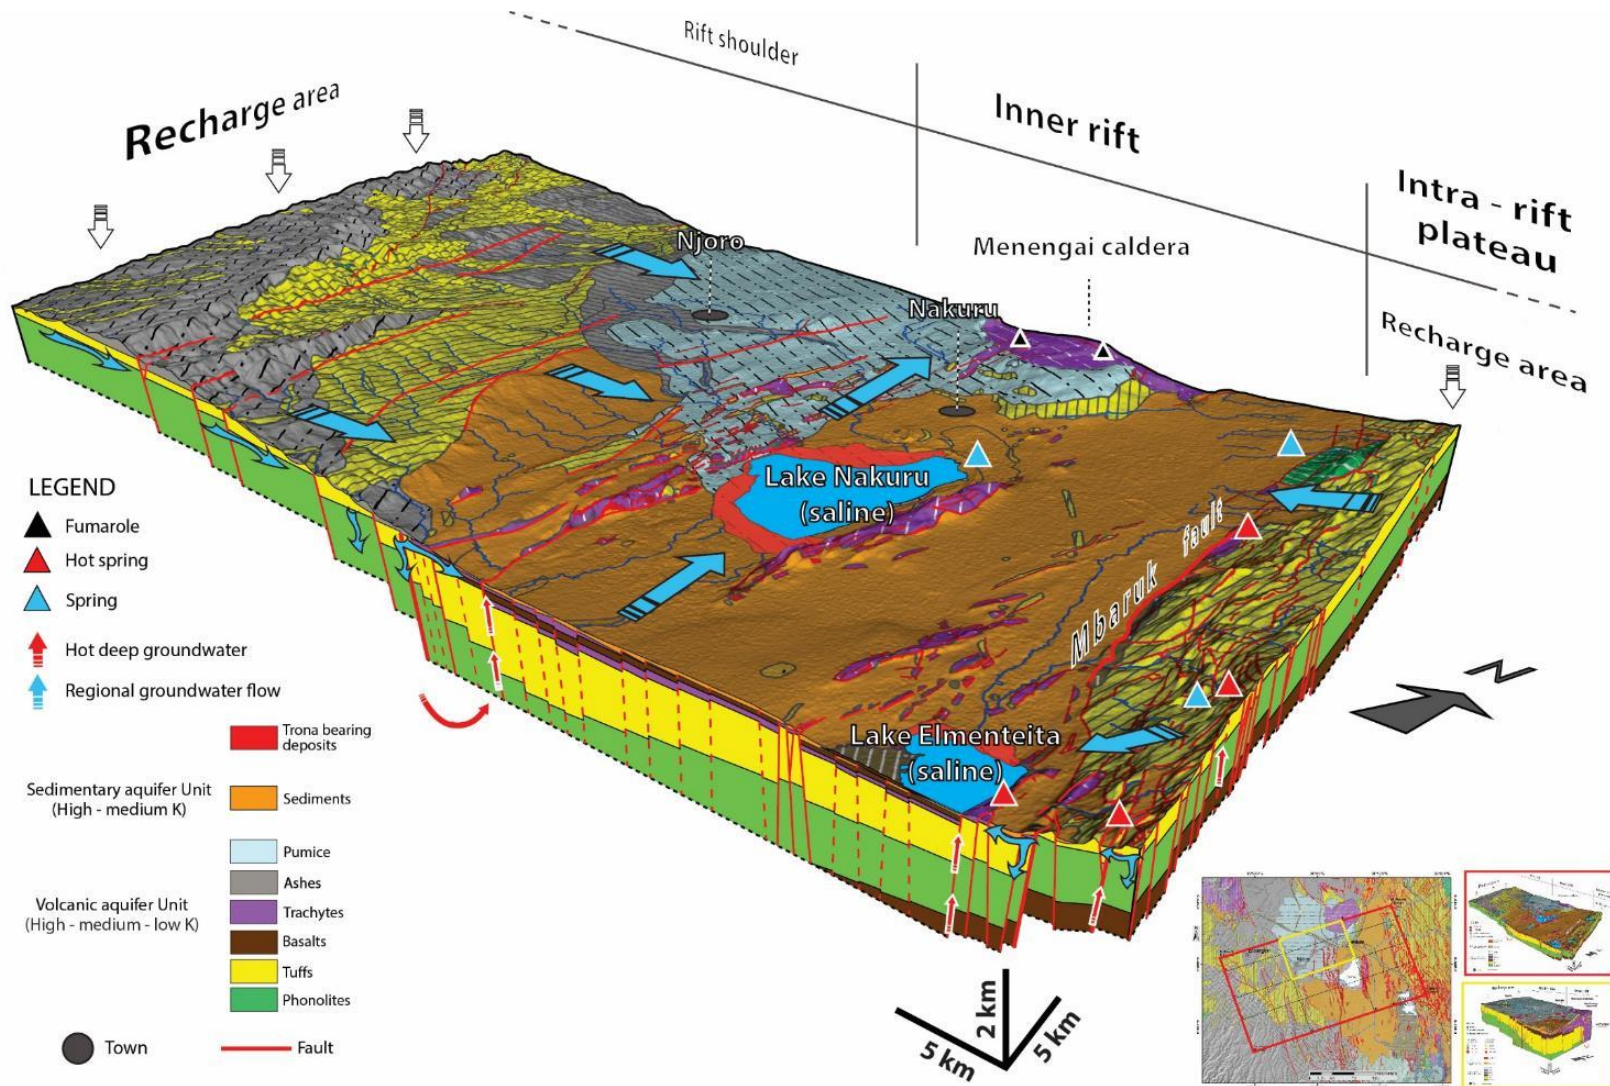 Rift shoulder
Recharge area
Inner rift
Intra - rift
plateau
Menengai caldera
Recharge area
Njoro
Nakuru
Lake Nakuru
(saline)
Mbaruk fault
Lake Elmenteita
(saline)
N
LEGEND
Fumarole
Hot spring
Spring
Hot deep groundwater
Regional groundwater flow
Trona bearing
deposits
Sedimentary aquifer Unit
(High - medium K)
Sediments
Volcanic aquifer Unit
(High - medium - low K)
Pumice
Ashes
Trachytes
Basalts
Tuffs
Phonolites
Town
Fault
2 km
5 km
5 km